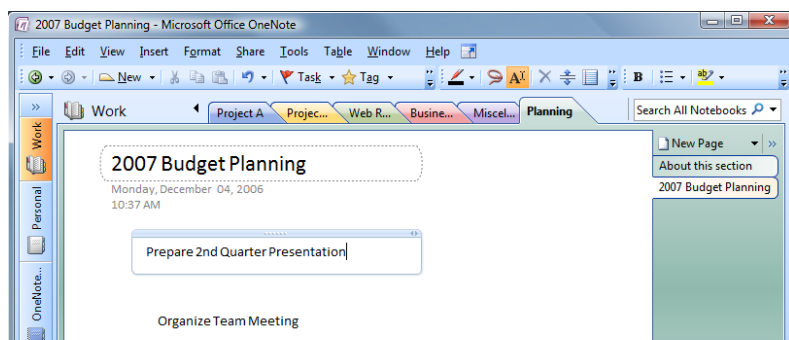 2007 Budget Planning - Microsoft Office OneNote
File Edit View Insert Format Share Tools Table Window Help
New Task Tag A B ab
Work Project A Projec... Web R... Busine... Miscel... Planning Search All Notebooks
New Page
About this section
2007 Budget Planning
Work
Personal
OneNote...
2007 Budget Planning
Monday, December 04, 2006
10:37 AM
Prepare 2nd Quarter Presentation
Organize Team Meeting